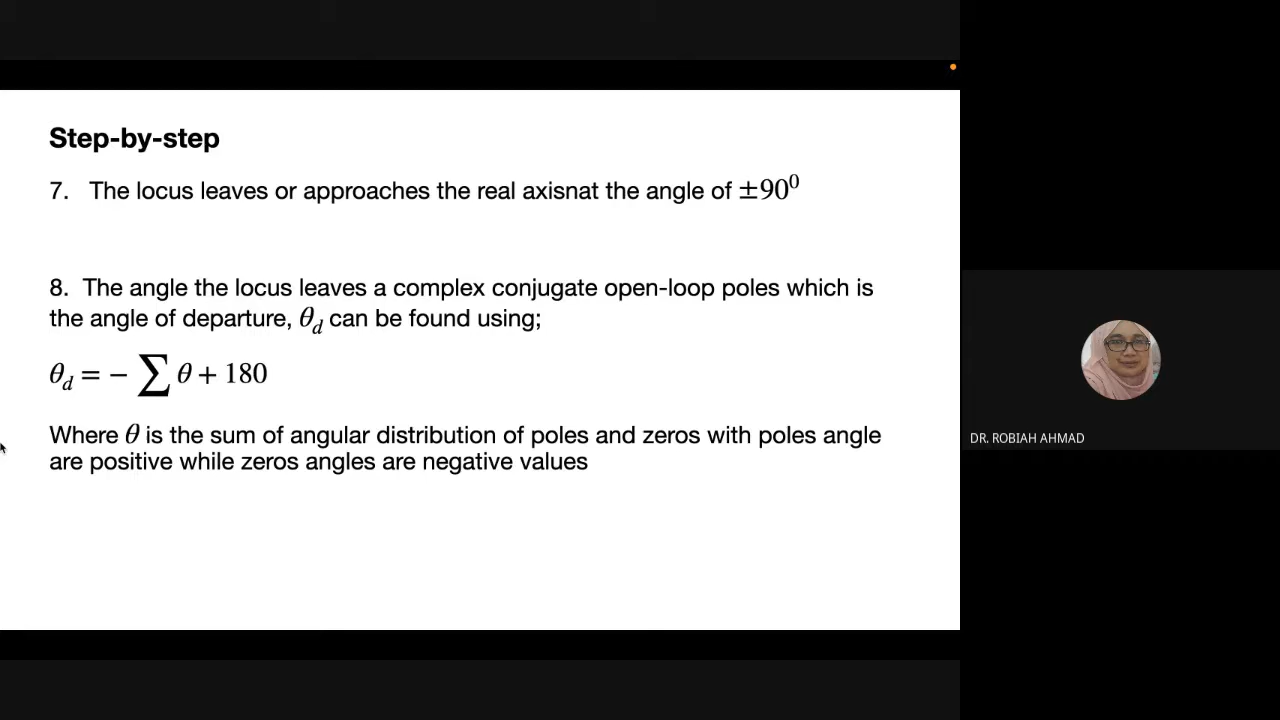 Step-by-step
7. The locus leaves or approaches the real axisnat the angle of ±90⁰
8. The angle the locus leaves a complex conjugate open-loop poles which is
the angle of departure, θd can be found using;
θd = − ∑ θ + 180
Where θ is the sum of angular distribution of poles and zeros with poles angle
are positive while zeros angles are negative values
DR. ROBIAH AHMAD